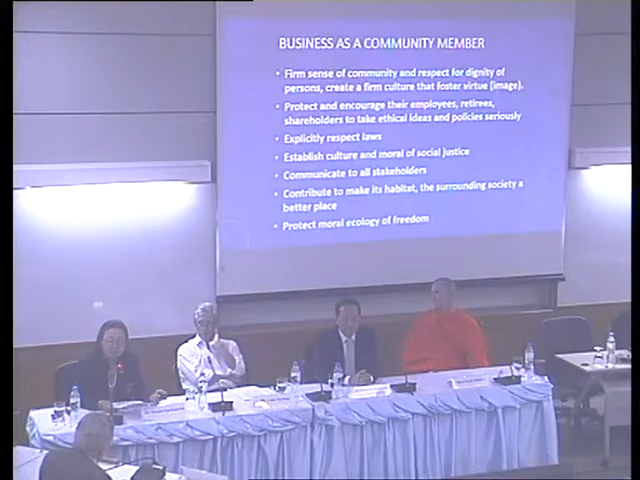 BUSINESS AS A COMMUNITY MEMBER
• Firm sense of community and respect for dignity of
persons, create a firm culture that foster virtue (image).
• Protect and encourage their employees, retirees,
shareholders to take ethical ideas and policies seriously
• Explicitly respect laws
• Establish culture and moral of social justice
• Communicate to all stakeholders
• Contribute to make its habitat, the surrounding society a
better place
• Protect moral ecology of freedom